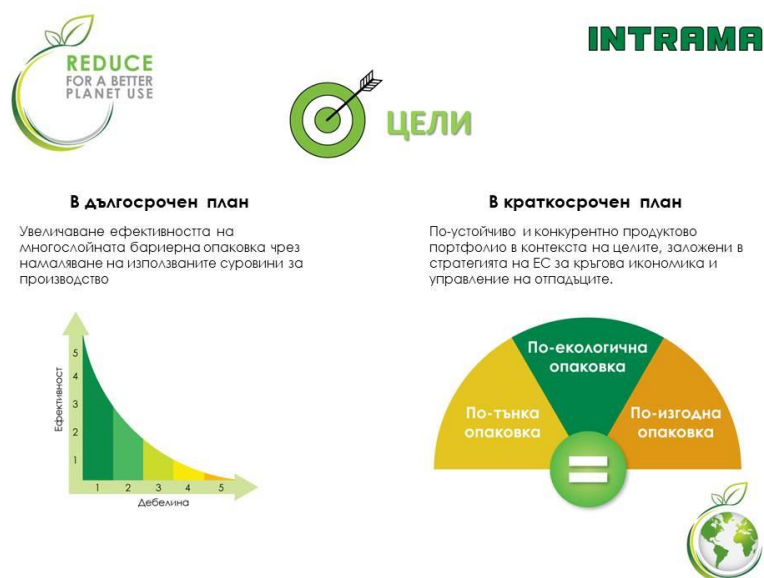 REDUCE
FOR A BETTER
PLANET USE
INTRAMA
ЦЕЛИ
В дългосрочен план
Увеличаване ефективността на
многослойната бариерна опаковка чрез
намаляване на използваните суровини за
производство
Ефективност
5
4
3
2
1
1 2 3 4 5
Дебелина
В краткосрочен план
По-устойчиво и конкурентно продуктово
портфолио в контекста на целите, заложени в
стратегията на ЕС за кръгова икономика и
управление на отпадъците.
По-екологична
опаковка
По-тънка
опаковка
По-изгодна
опаковка
=